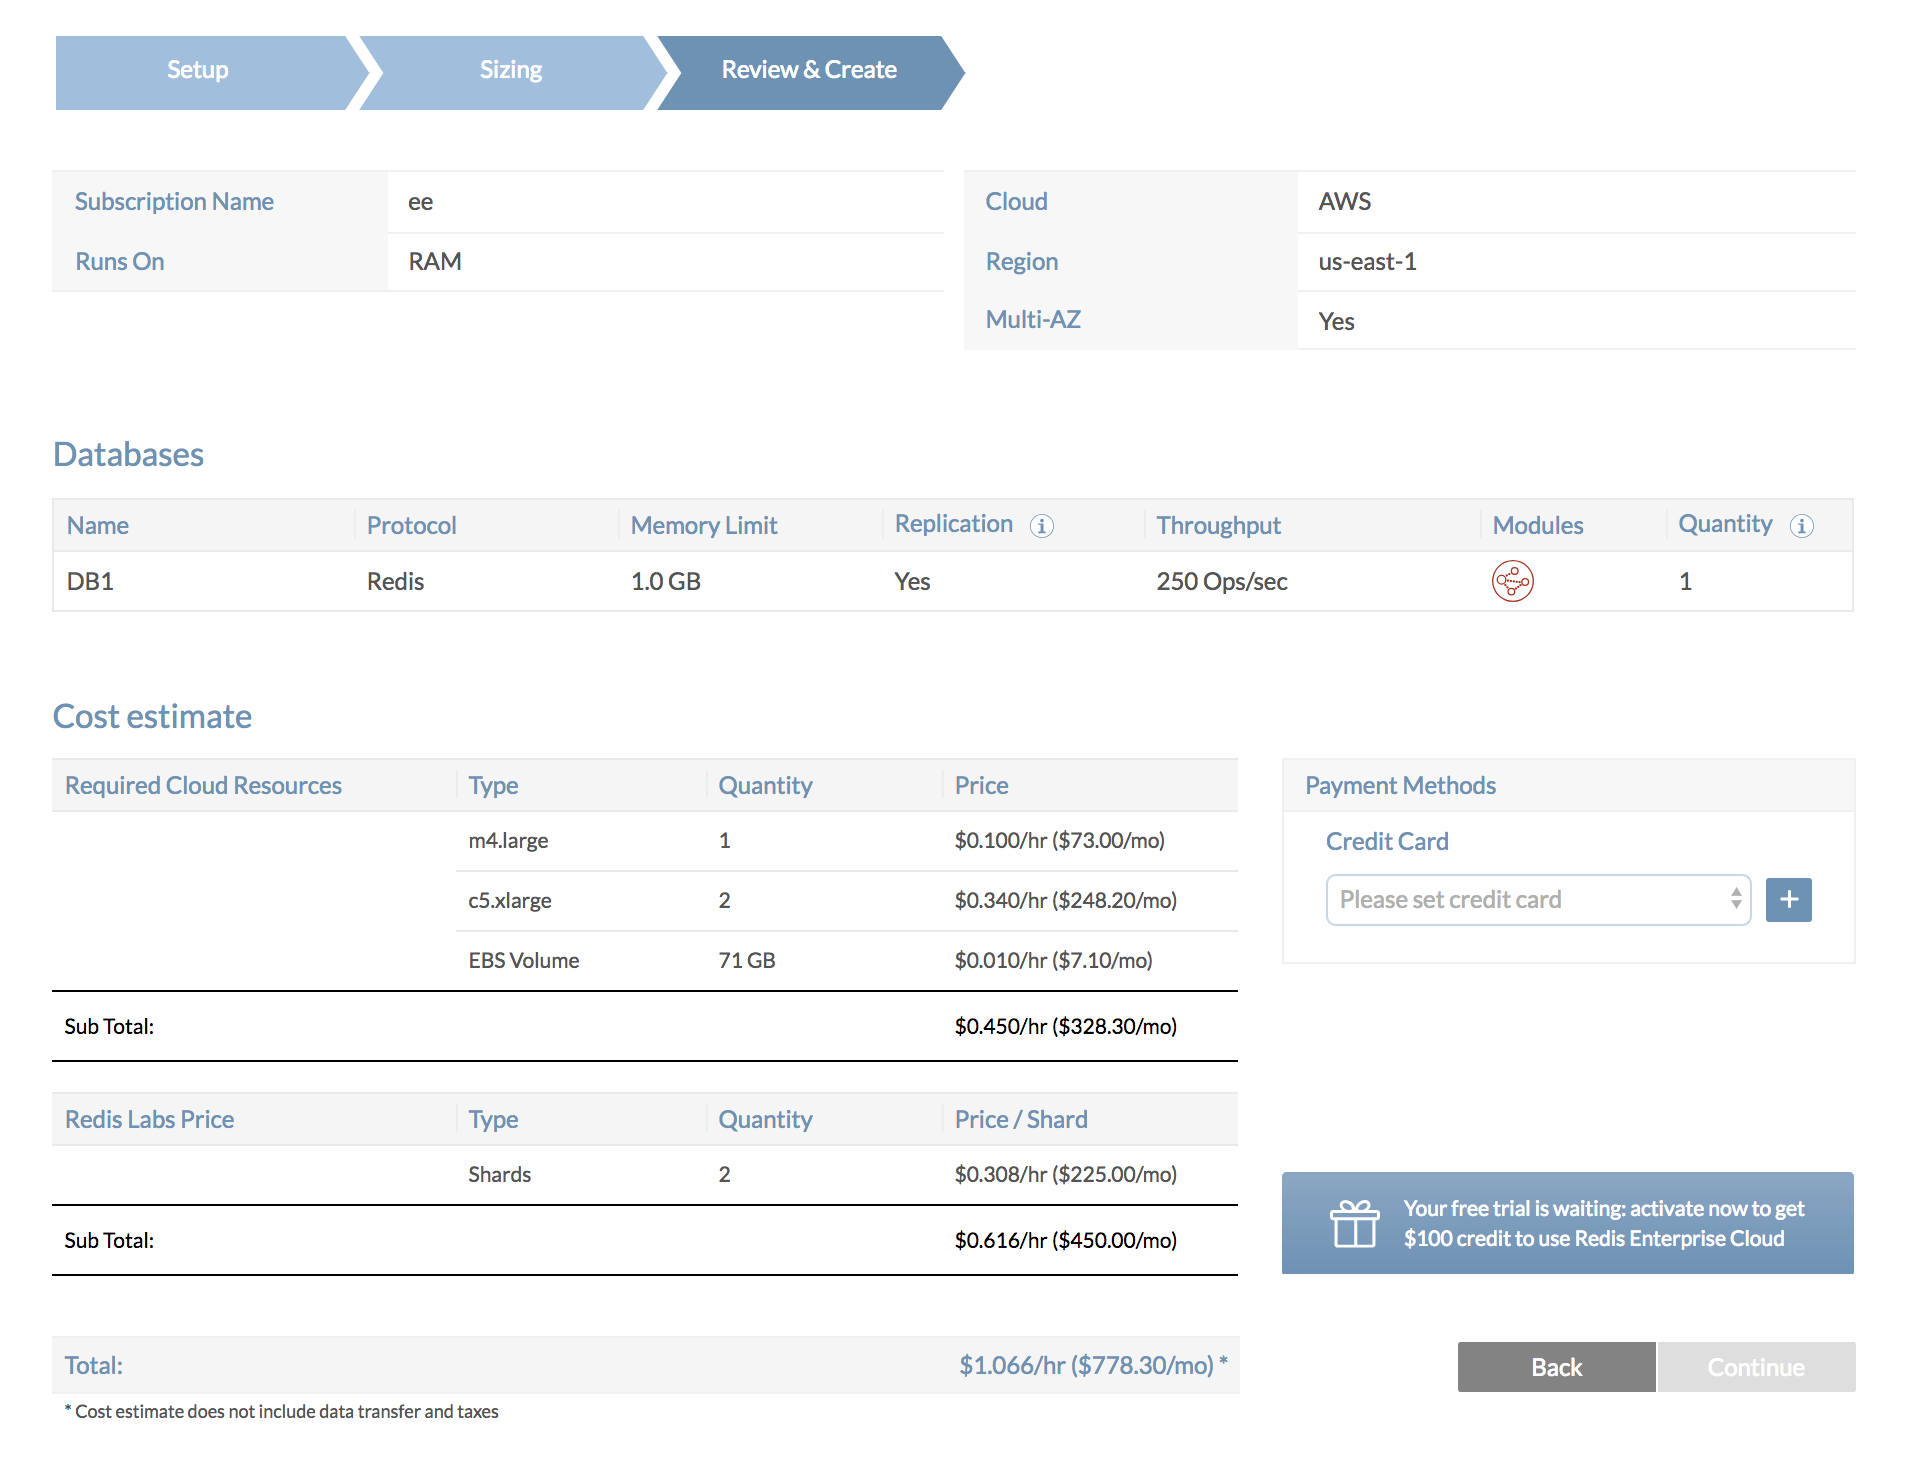 Setup Sizing Review & Create
Subscription Name ee
Runs On RAM
Cloud AWS
Region us-east-1
Multi-AZ Yes
Databases
Name Protocol Memory Limit Replication i Throughput Modules Quantity i
DB1 Redis 1.0 GB Yes 250 Ops/sec 1
Cost estimate
Required Cloud Resources Type Quantity Price
m4.large 1 $0.100/hr ($73.00/mo)
c5.xlarge 2 $0.340/hr ($248.20/mo)
EBS Volume 71 GB $0.010/hr ($7.10/mo)
Sub Total: $0.450/hr ($328.30/mo)
Payment Methods
Credit Card
Please set credit card +
Redis Labs Price Type Quantity Price / Shard
Shards 2 $0.308/hr ($225.00/mo)
Sub Total: $0.616/hr ($450.00/mo)
Your free trial is waiting: activate now to get
$100 credit to use Redis Enterprise Cloud
Total: $1.066/hr ($778.30/mo) *
* Cost estimate does not include data transfer and taxes
Back Continue